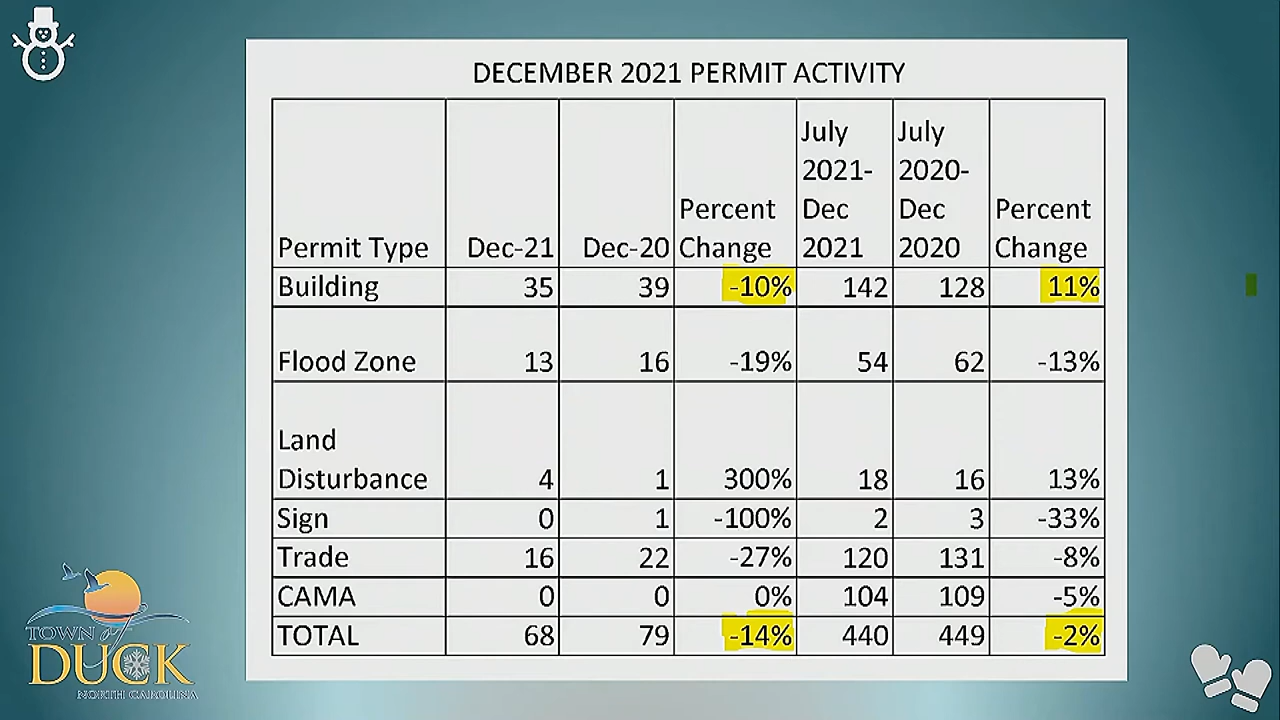 DECEMBER 2021 PERMIT ACTIVITY
Permit Type Dec-21 Dec-20 Percent Change July 2021- Dec 2021 July 2020- Dec 2020 Percent Change
Building 35 39 -10% 142 128 11%
Flood Zone 13 16 -19% 54 62 -13%
Land Disturbance 4 1 300% 18 16 13%
Sign 0 1 -100% 2 3 -33%
Trade 16 22 -27% 120 131 -8%
CAMA 0 0 0% 104 109 -5%
TOTAL 68 79 -14% 440 449 -2%
TOWN of
DUCK
NORTH CAROLINA